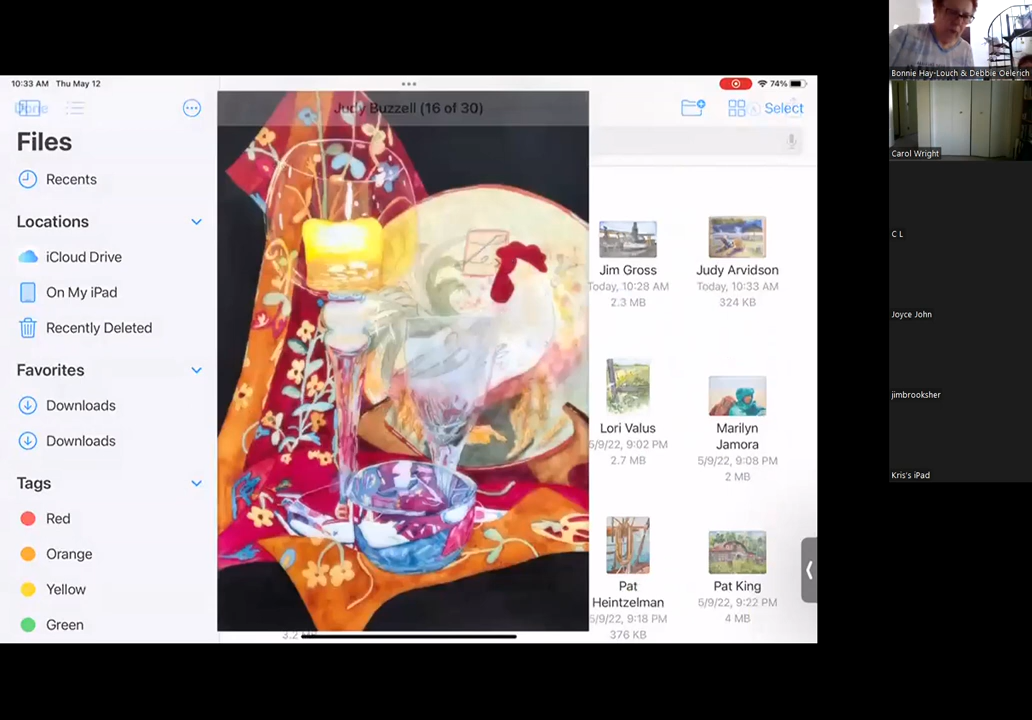 10:33 AM Thu May 12
74%
Done
Judy Buzzell (16 of 30)
Select
Files
Recents
Locations
iCloud Drive
On My iPad
Recently Deleted
Favorites
Downloads
Downloads
Tags
Red
Orange
Yellow
Green
Jim Gross
Today, 10:28 AM
2.3 MB
Judy Arvidson
Today, 10:33 AM
324 KB
Lori Valus
5/9/22, 9:02 PM
2.7 MB
Marilyn
Jamora
5/9/22, 9:08 PM
2 MB
Pat
Heintzelman
5/9/22, 9:18 PM
376 KB
Pat King
5/9/22, 9:22 PM
4 MB
3.2 MB
Bonnie Hay-Louch & Debbie Oelerich
Carol Wright
C L
Joyce John
jimbrooksher
Kris's iPad